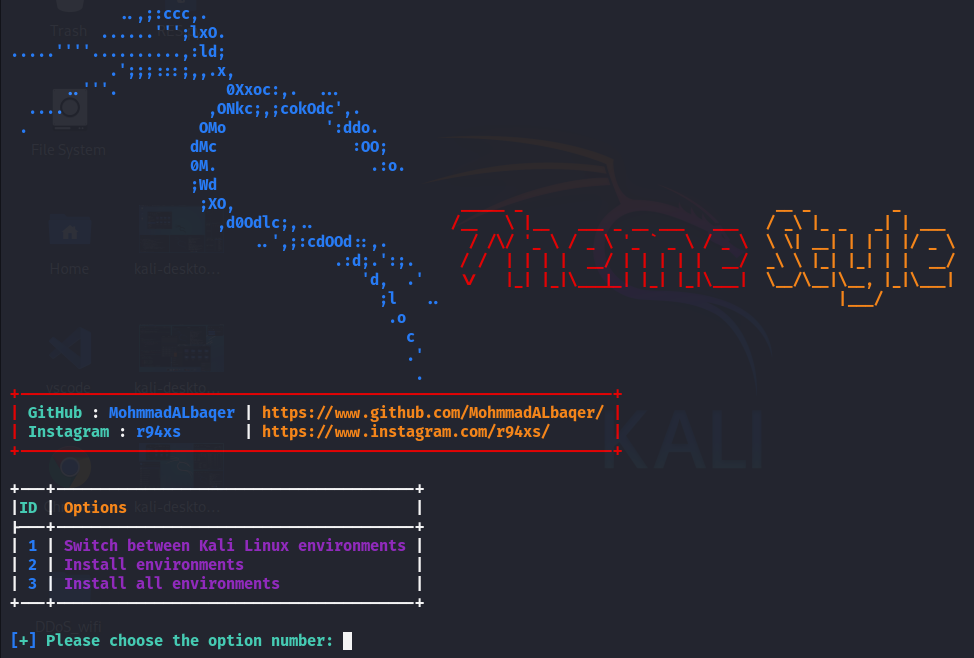 Trash
File System
Theme Style
Home
kali-deskto...
kali-deskto...
vscode
+----------------------------------------------------------------+
| GitHub : MohmmadALbaqer | https://www.github.com/MohmmadALbaqer/ |
| Instagram : r94xs | https://www.instagram.com/r94xs/ |
KALI
+---+----------------------------------------+
|ID | Options |
kali-deskto...
| 1 | Switch between Kali Linux environments |
| 2 | Install environments |
| 3 | Install all environments |
DDoS_wifi
[+] Please choose the option number: